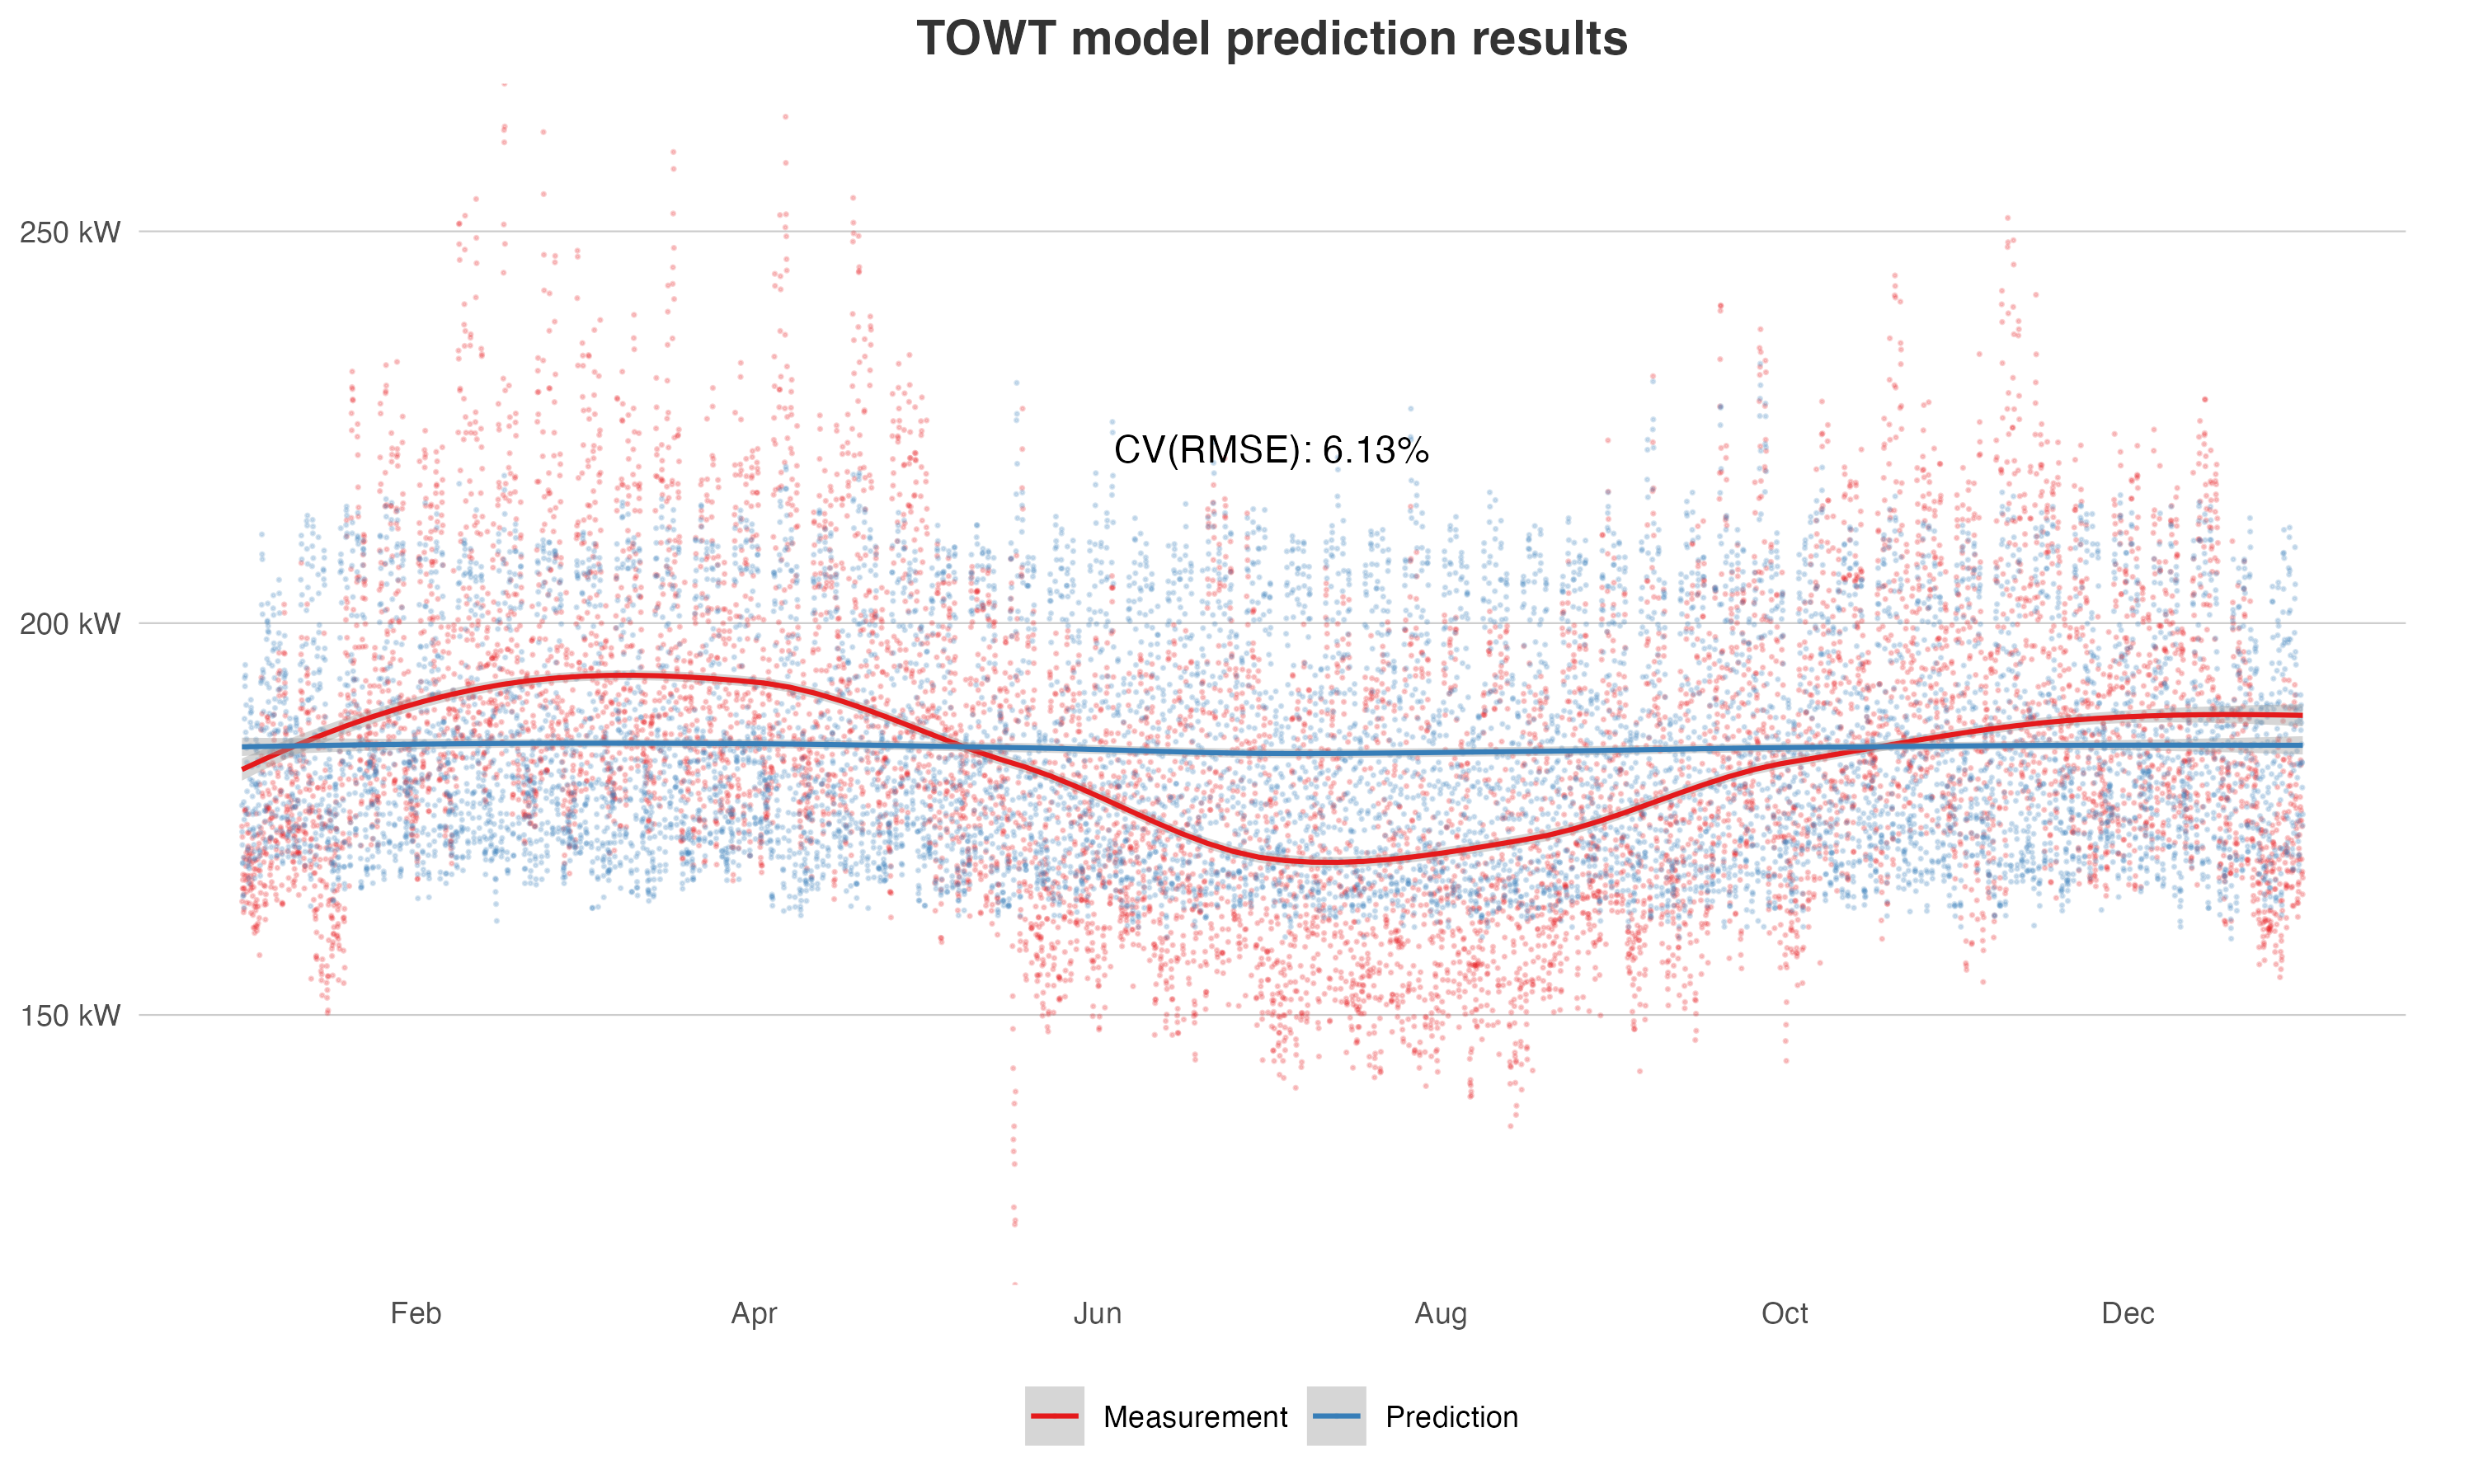 TOWT model prediction results
250 kW
CV(RMSE): 6.13%
200 kW
150 kW
Feb Apr Jun Aug Oct Dec
Measurement Prediction